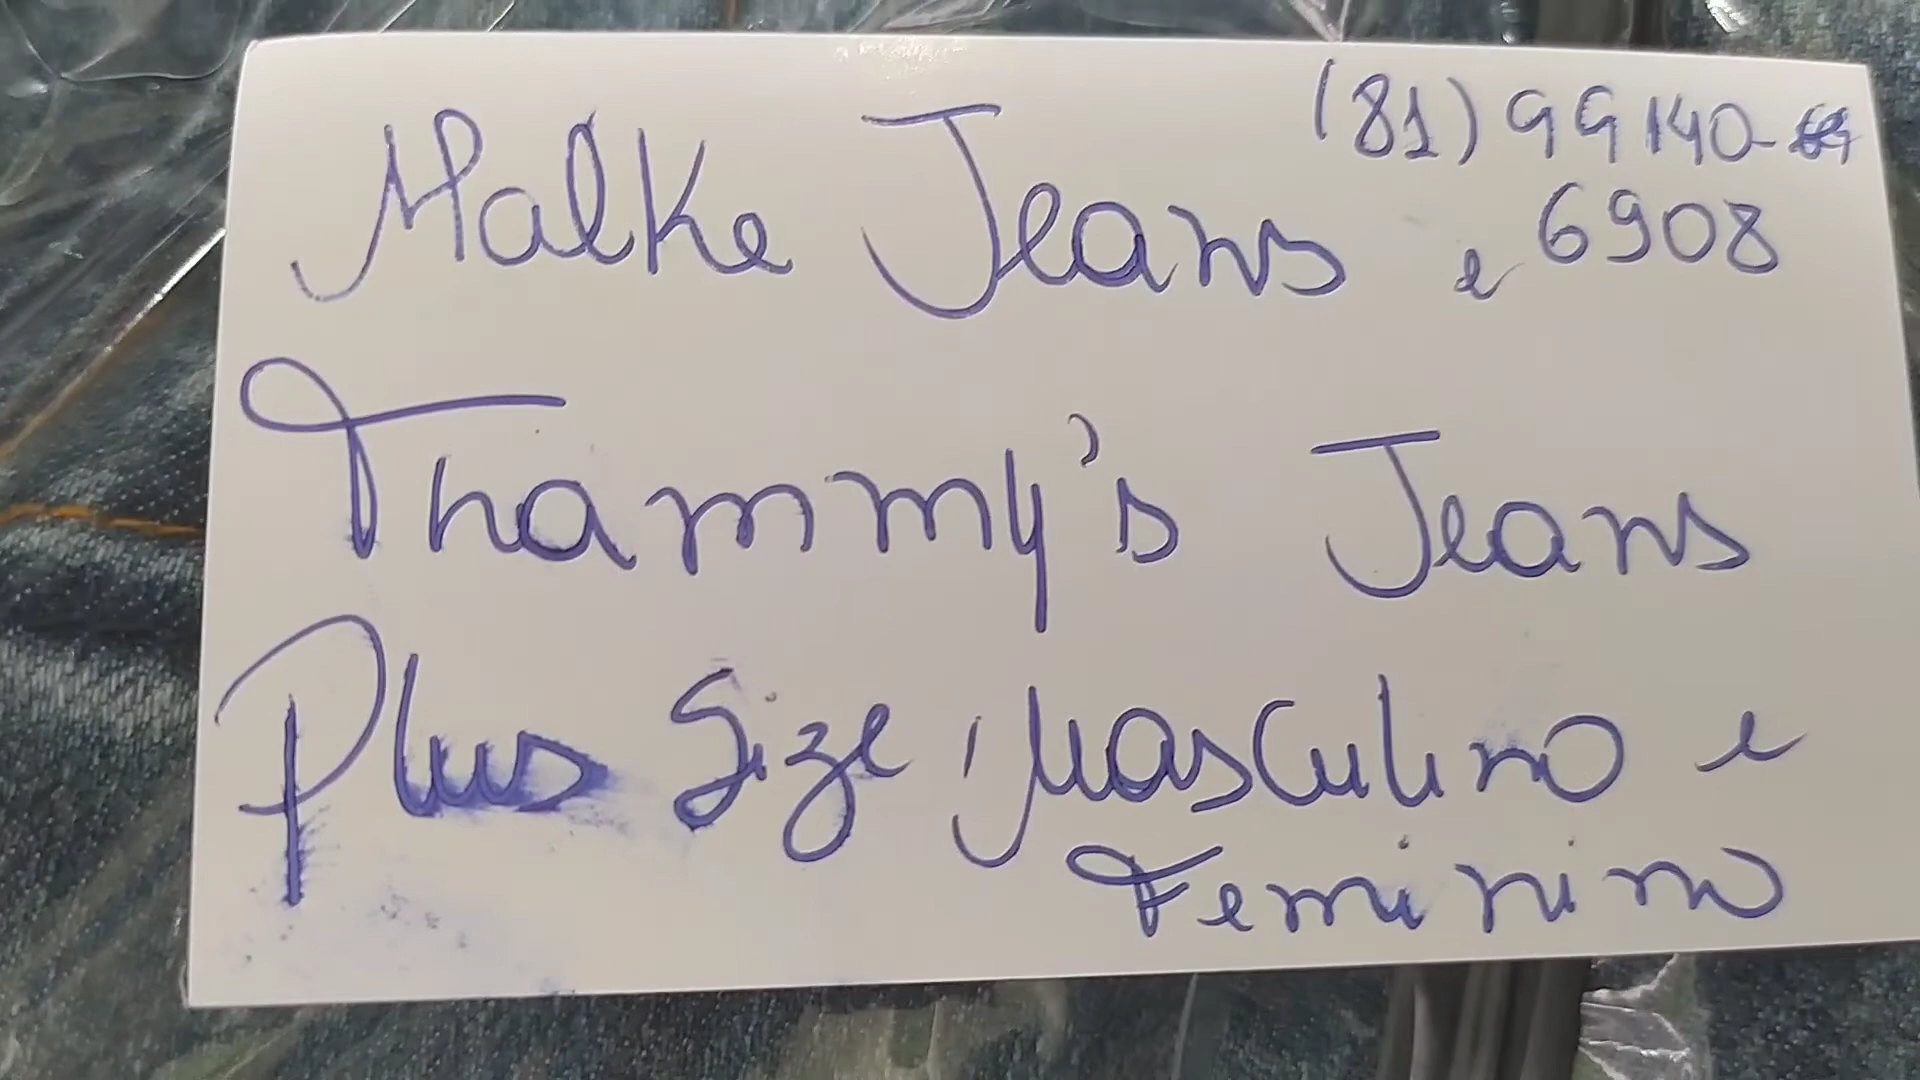 Malke Jeans e
(81) 99140-
6908
Thammy's Jeans
Plus Size Masculino e
Feminino